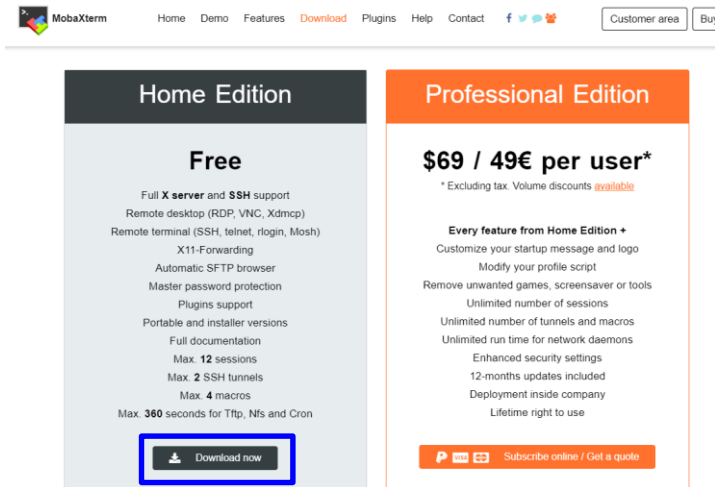 MobaXterm
Home Demo Features Download Plugins Help Contact
Customer area
Home Edition
Free
Full X server and SSH support
Remote desktop (RDP, VNC, Xdmcp)
Remote terminal (SSH, telnet, rlogin, Mosh)
X11-Forwarding
Automatic SFTP browser
Master password protection
Plugins support
Portable and installer versions
Full documentation
Max. 12 sessions
Max. 2 SSH tunnels
Max. 4 macros
Max. 360 seconds for Tftp, Nfs and Cron
Download now
Professional Edition
$69 / 49€ per user*
* Excluding tax. Volume discounts available
Every feature from Home Edition +
Customize your startup message and logo
Modify your profile script
Remove unwanted games, screensaver or tools
Unlimited number of sessions
Unlimited number of tunnels and macros
Unlimited run time for network daemons
Enhanced security settings
12-months updates included
Deployment inside company
Lifetime right to use
VISA Subscribe online / Get a quote